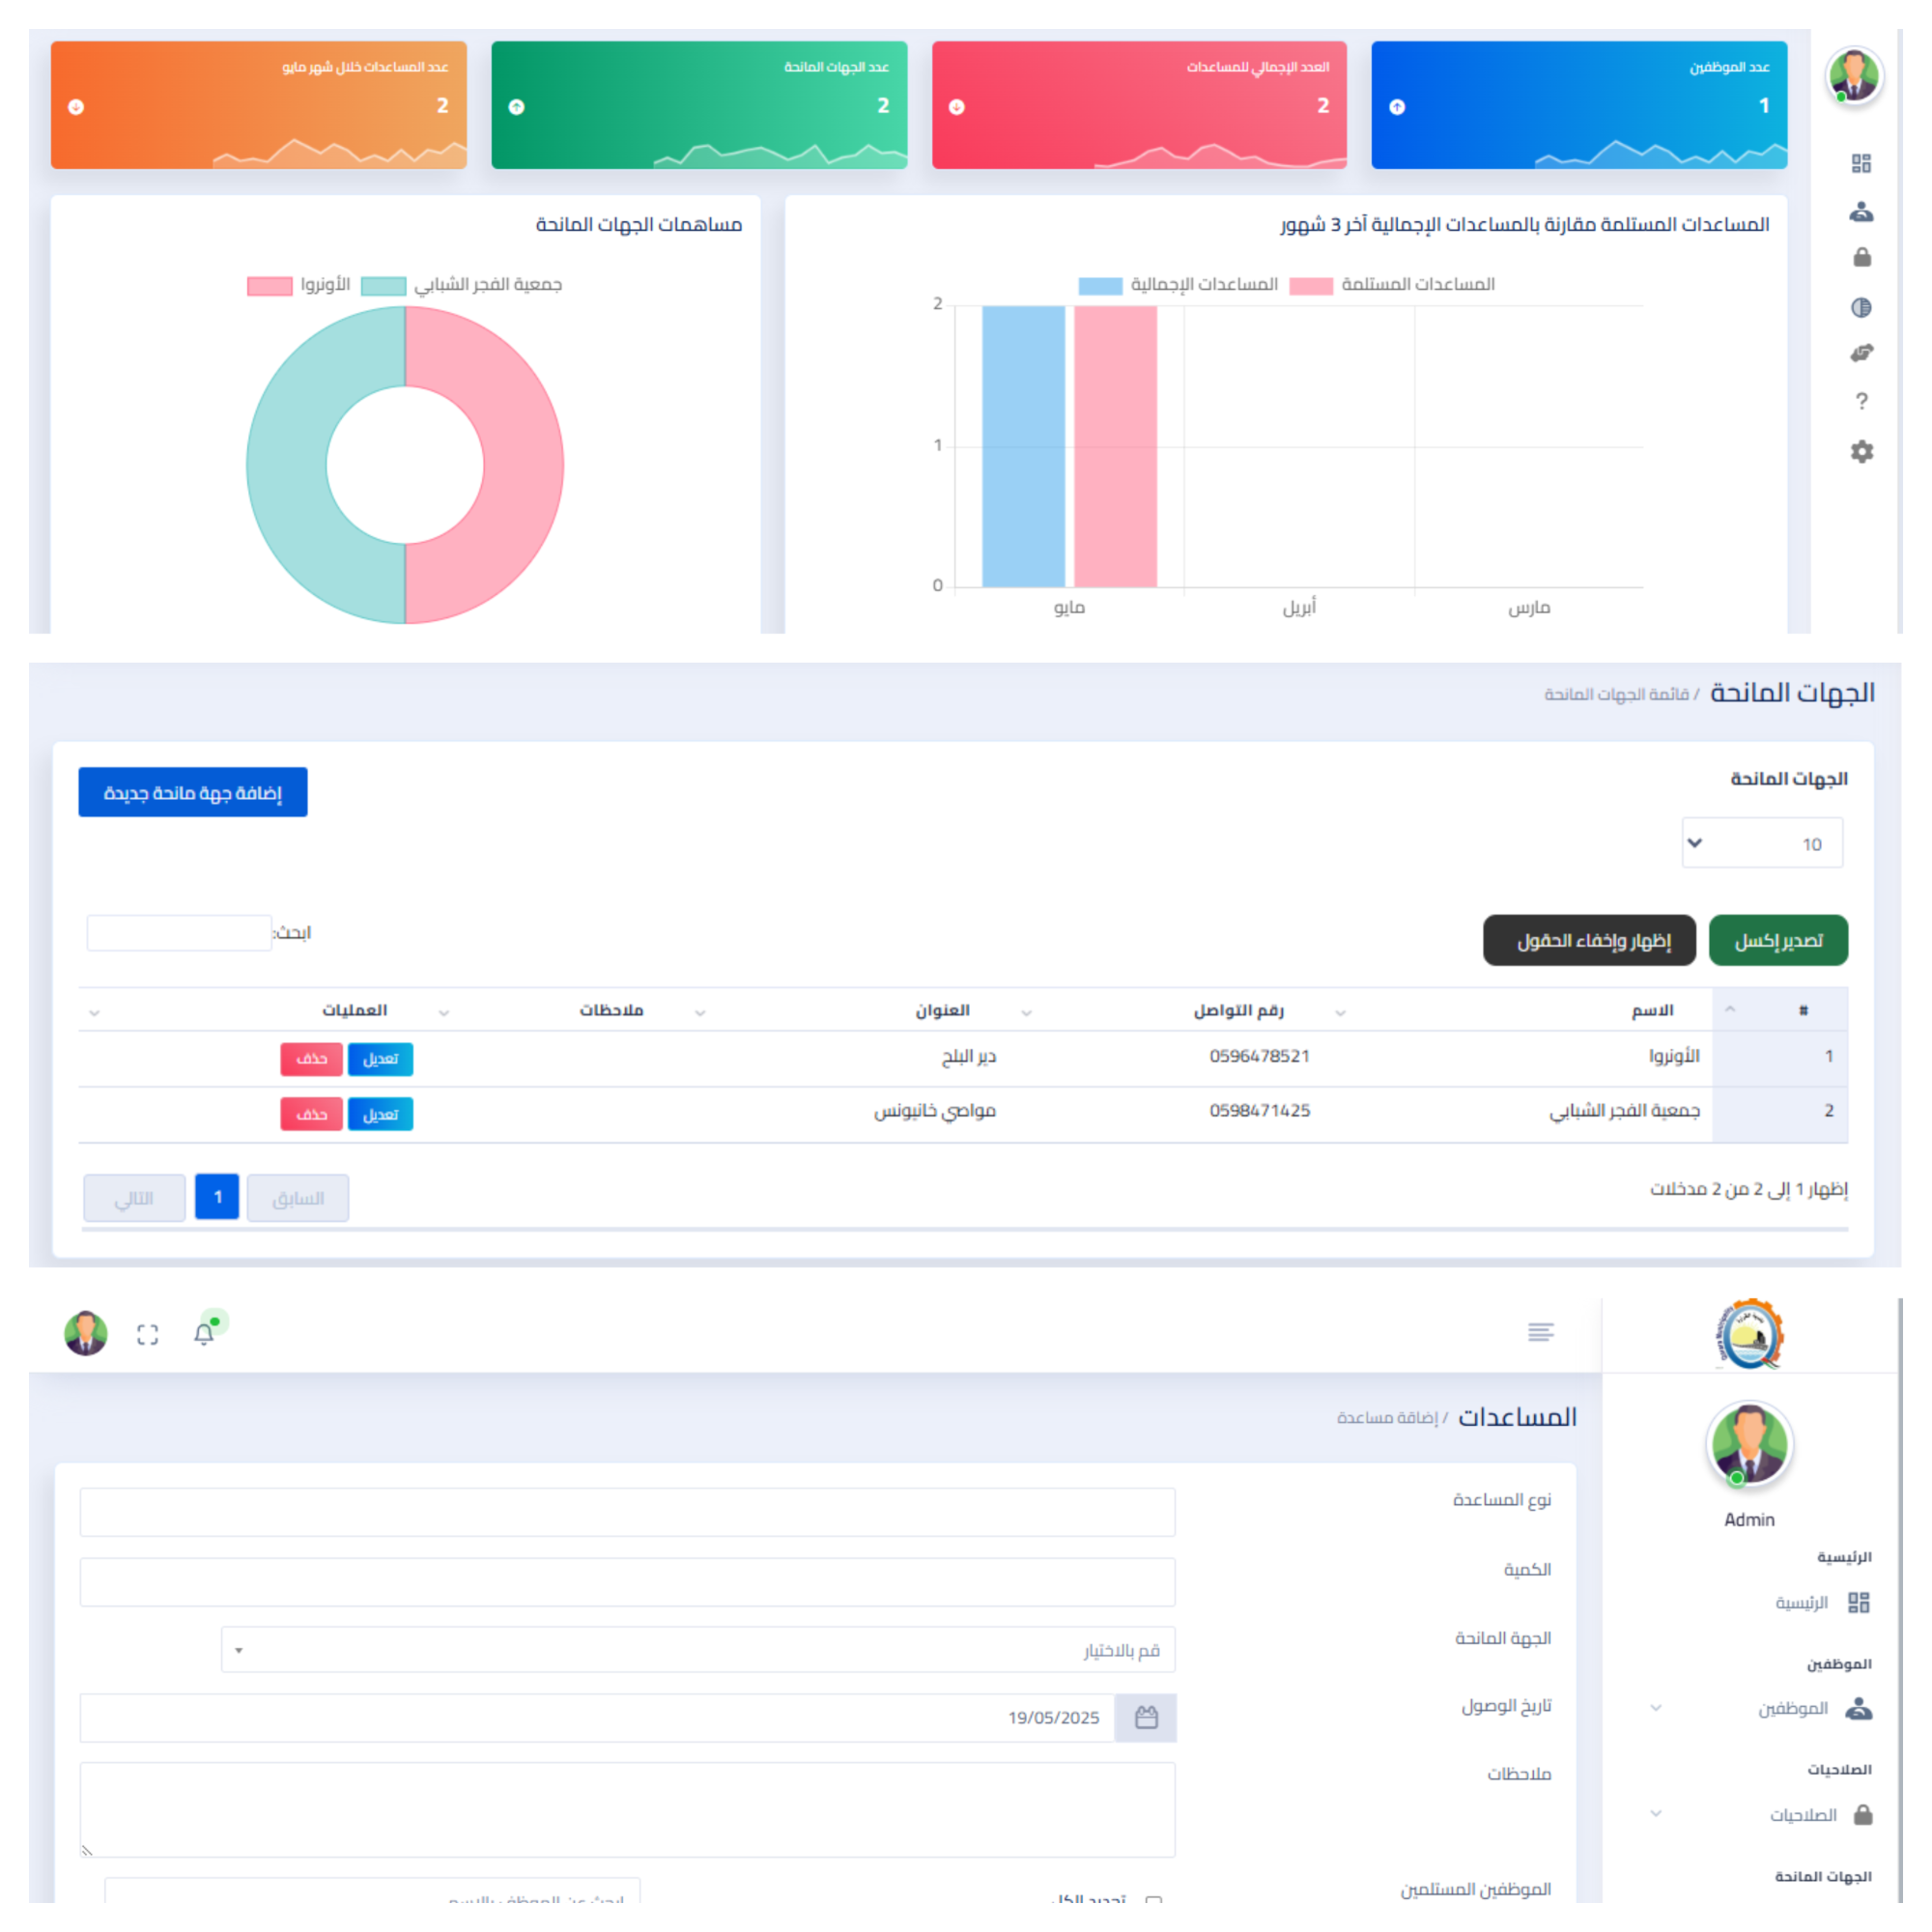 عدد الموظفين
1
العدد الإجمالي للمساعدات
2
عدد الجهات المانحة
2
عدد المساعدات خلال شهر مايو
2
المساعدات المستلمة مقارنة بالمساعدات الإجمالية آخر 3 شهور
المساعدات المستلمة
المساعدات الإجمالية
2
1
0
مارس
أبريل
مايو
مساهمات الجهات المانحة
جمعية الفجر الشبابي
الأونروا
?
الجهات المانحة / قائمة الجهات المانحة
الجهات المانحة
إضافة جهة مانحة جديدة
10
تصدير إكسل
إظهار وإخفاء الحقول
ابحث:
# الاسم رقم التواصل العنوان ملاحظات العمليات
1 الأونروا 0596478521 دير البلح تعديل حذف
2 جمعية الفجر الشبابي 0598471425 مواصي خانيونس تعديل حذف
إظهار 1 إلى 2 من 2 مدخلات
السابق 1 التالي
Admin
الرئيسية
الرئيسية
الموظفين
الموظفين
الصلاحيات
الصلاحيات
الجهات المانحة
المساعدات / إضاقة مساعدة
نوع المساعدة
الكمية
الجهة المانحة
قم بالاختيار
تاريخ الوصول
19/05/2025
ملاحظات
الموظفين المستلمين
تحديد الكل
ابحث عن الموظف بالاسم